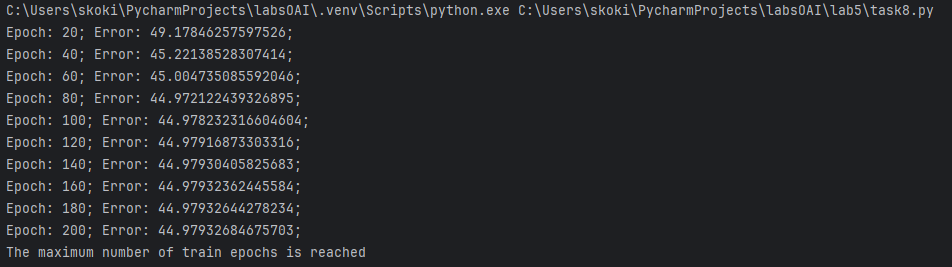 C:\Users\skoki\PycharmProjects\labsOAI\.venv\Scripts\python.exe C:\Users\skoki\PycharmProjects\labsOAI\lab5\task8.py
Epoch: 20; Error: 49.17846257597526;
Epoch: 40; Error: 45.22138528307414;
Epoch: 60; Error: 45.004735085592046;
Epoch: 80; Error: 44.972122439326895;
Epoch: 100; Error: 44.978232316604604;
Epoch: 120; Error: 44.97916873303316;
Epoch: 140; Error: 44.97930405825683;
Epoch: 160; Error: 44.97932362445584;
Epoch: 180; Error: 44.97932644278234;
Epoch: 200; Error: 44.97932684675703;
The maximum number of train epochs is reached